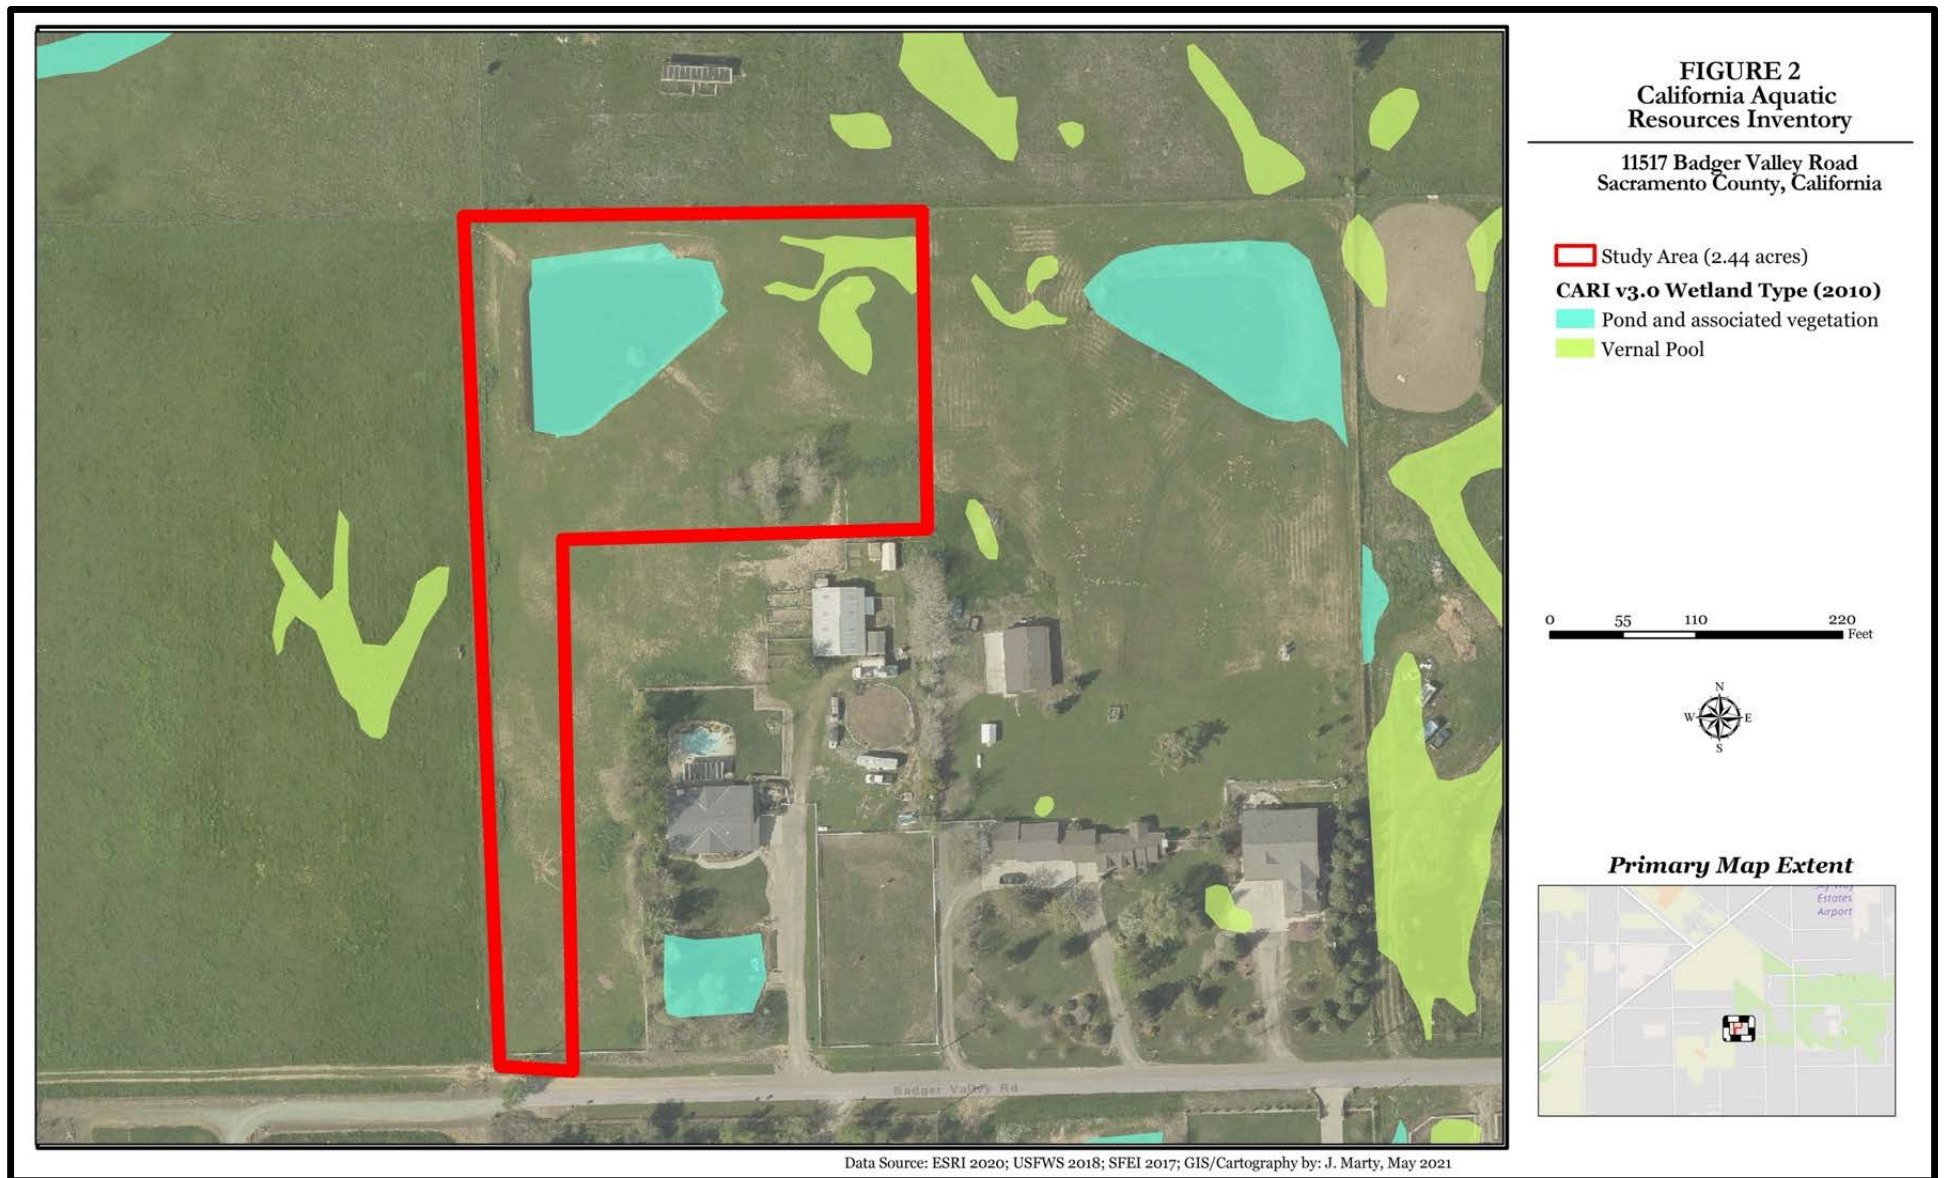 FIGURE 2
California Aquatic
Resources Inventory
11517 Badger Valley Road
Sacramento County, California
Study Area (2.44 acres)
CARI v3.0 Wetland Type (2010)
Pond and associated vegetation
Vernal Pool
0 55 110 220
Feet
N
W E
S
Primary Map Extent
Estates
Airport
Badger Valley Rd
Data Source: ESRI 2020; USFWS 2018; SFEI 2017; GIS/Cartography by: J. Marty, May 2021